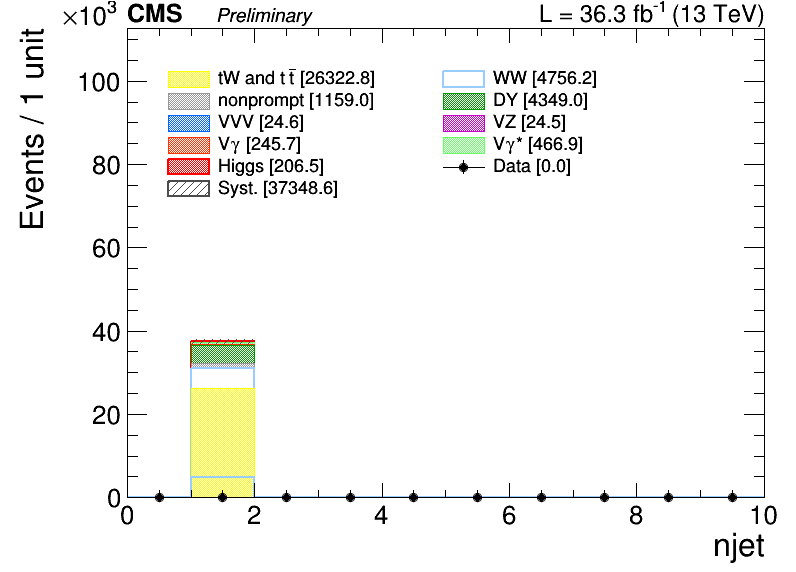 ×10³ CMS Preliminary L = 36.3 fb⁻¹ (13 TeV)
Events / 1 unit
100
80
60
40
20
0
tW and tt̅ [26322.8]
nonprompt [1159.0]
VVV [24.6]
Vγ [245.7]
Higgs [206.5]
Syst. [37348.6]
WW [4756.2]
DY [4349.0]
VZ [24.5]
Vγ* [466.9]
Data [0.0]
0 2 4 6 8 10
njet